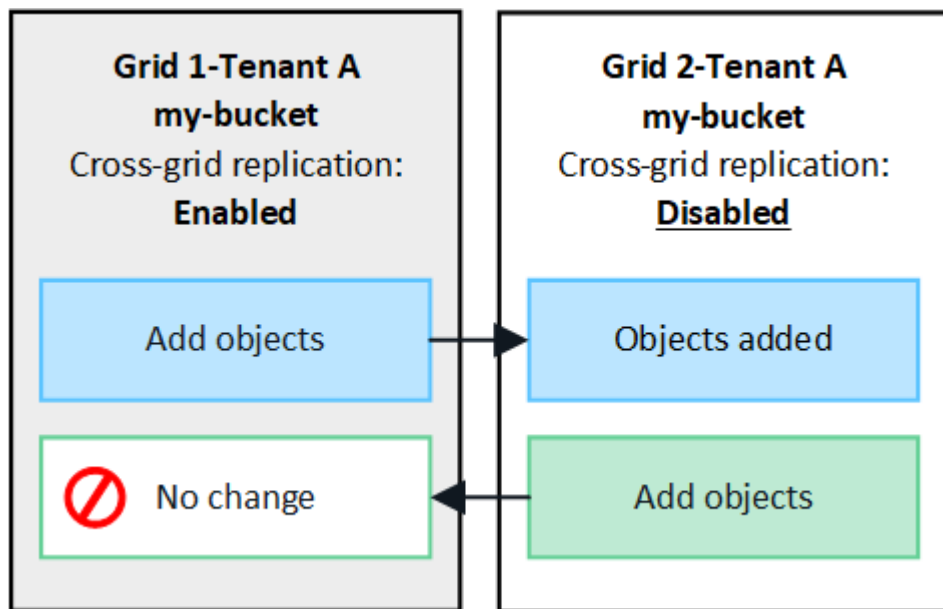 Grid 1-Tenant A
my-bucket
Cross-grid replication:
Enabled
Add objects
No change
Grid 2-Tenant A
my-bucket
Cross-grid replication:
Disabled
Objects added
Add objects